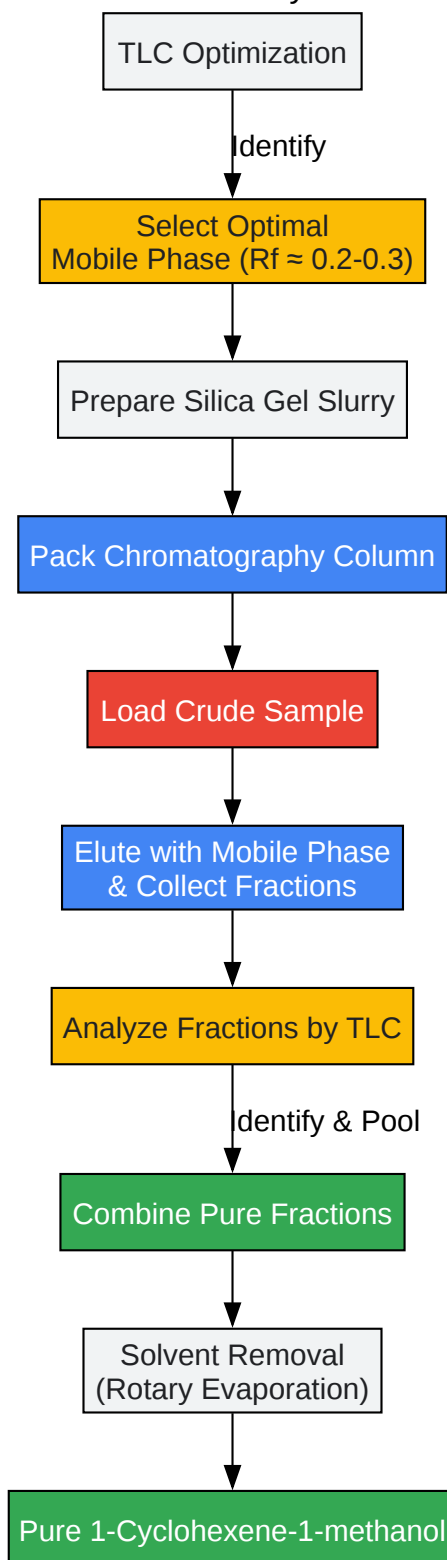 TLC Optimization
Identify
Select Optimal
Mobile Phase (Rf ≈ 0.2-0.3)
Prepare Silica Gel Slurry
Pack Chromatography Column
Load Crude Sample
Elute with Mobile Phase
& Collect Fractions
Analyze Fractions by TLC
Identify & Pool
Combine Pure Fractions
Solvent Removal
(Rotary Evaporation)
Pure 1-Cyclohexene-1-methanol